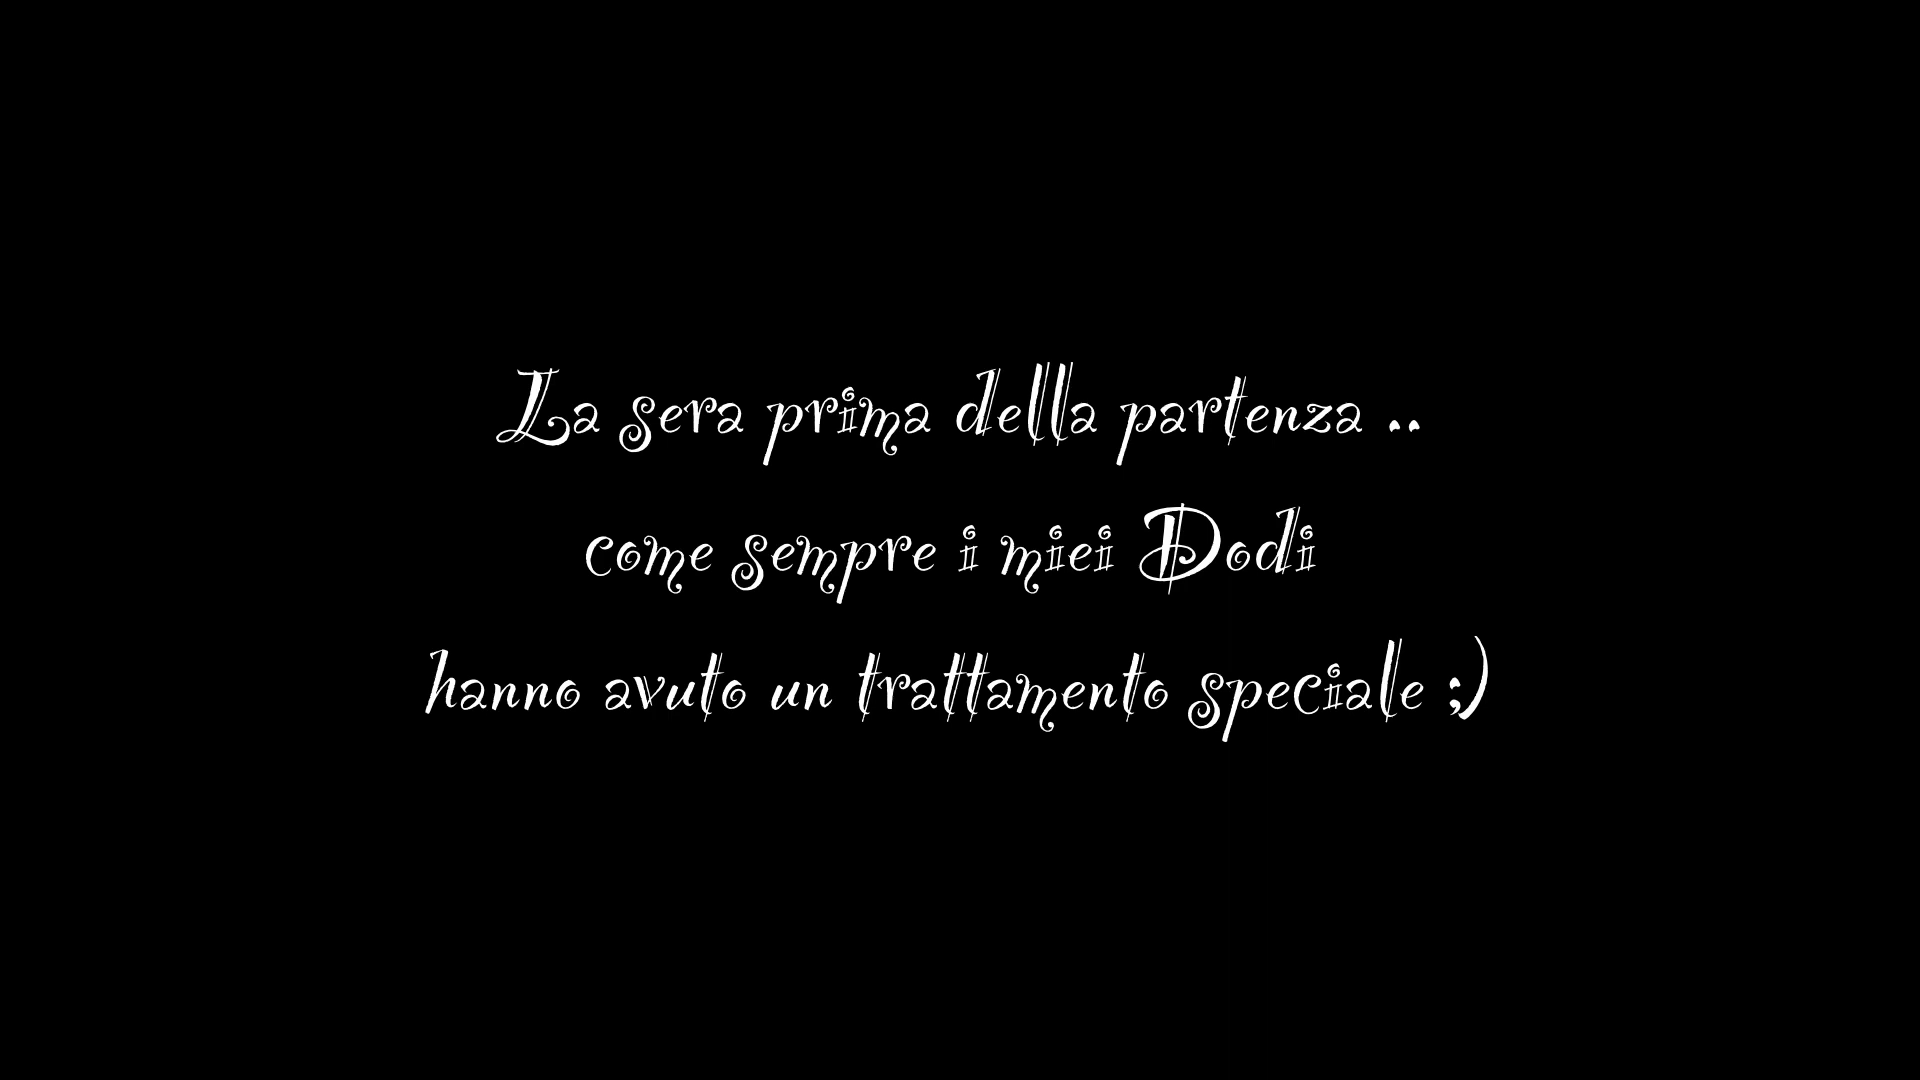 La sera prima della partenza ..
come sempre i miei Dodi
hanno avuto un trattamento speciale ;)